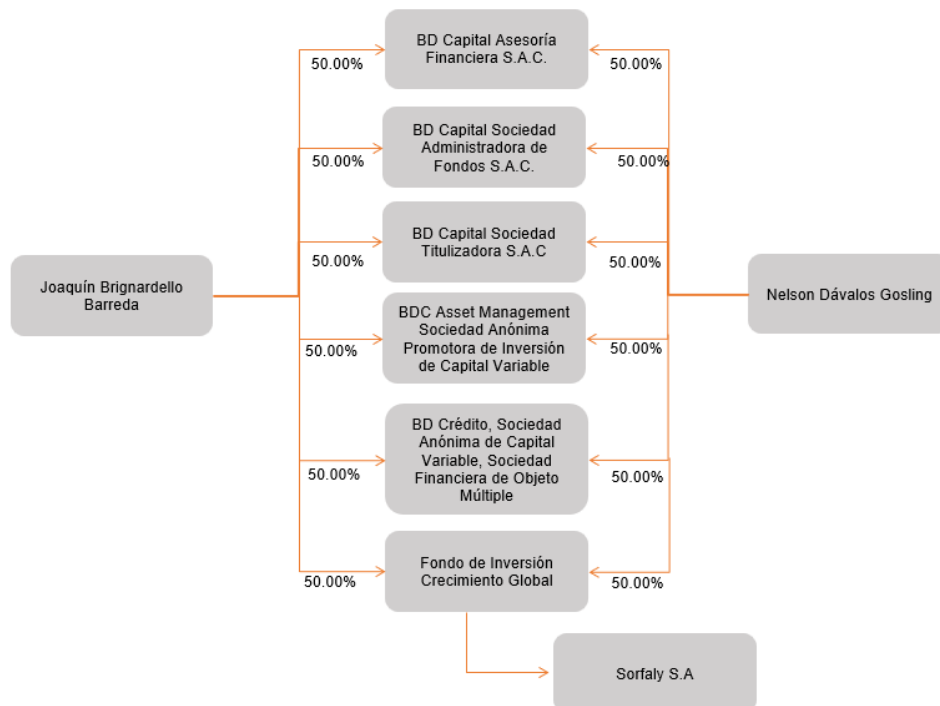 BD Capital Asesoría
Financiera S.A.C.
50.00%
50.00%
BD Capital Sociedad
Administradora de
Fondos S.A.C.
50.00%
50.00%
BD Capital Sociedad
Titulizadora S.A.C
50.00%
50.00%
Joaquín Brignardello
Barreda
Nelson Dávalos Gosling
BDC Asset Management
Sociedad Anónima
Promotora de Inversión
de Capital Variable
50.00%
50.00%
BD Crédito, Sociedad
Anónima de Capital
Variable, Sociedad
Financiera de Objeto
Múltiple
50.00%
50.00%
Fondo de Inversión
Crecimiento Global
50.00%
50.00%
Sorfaly S.A